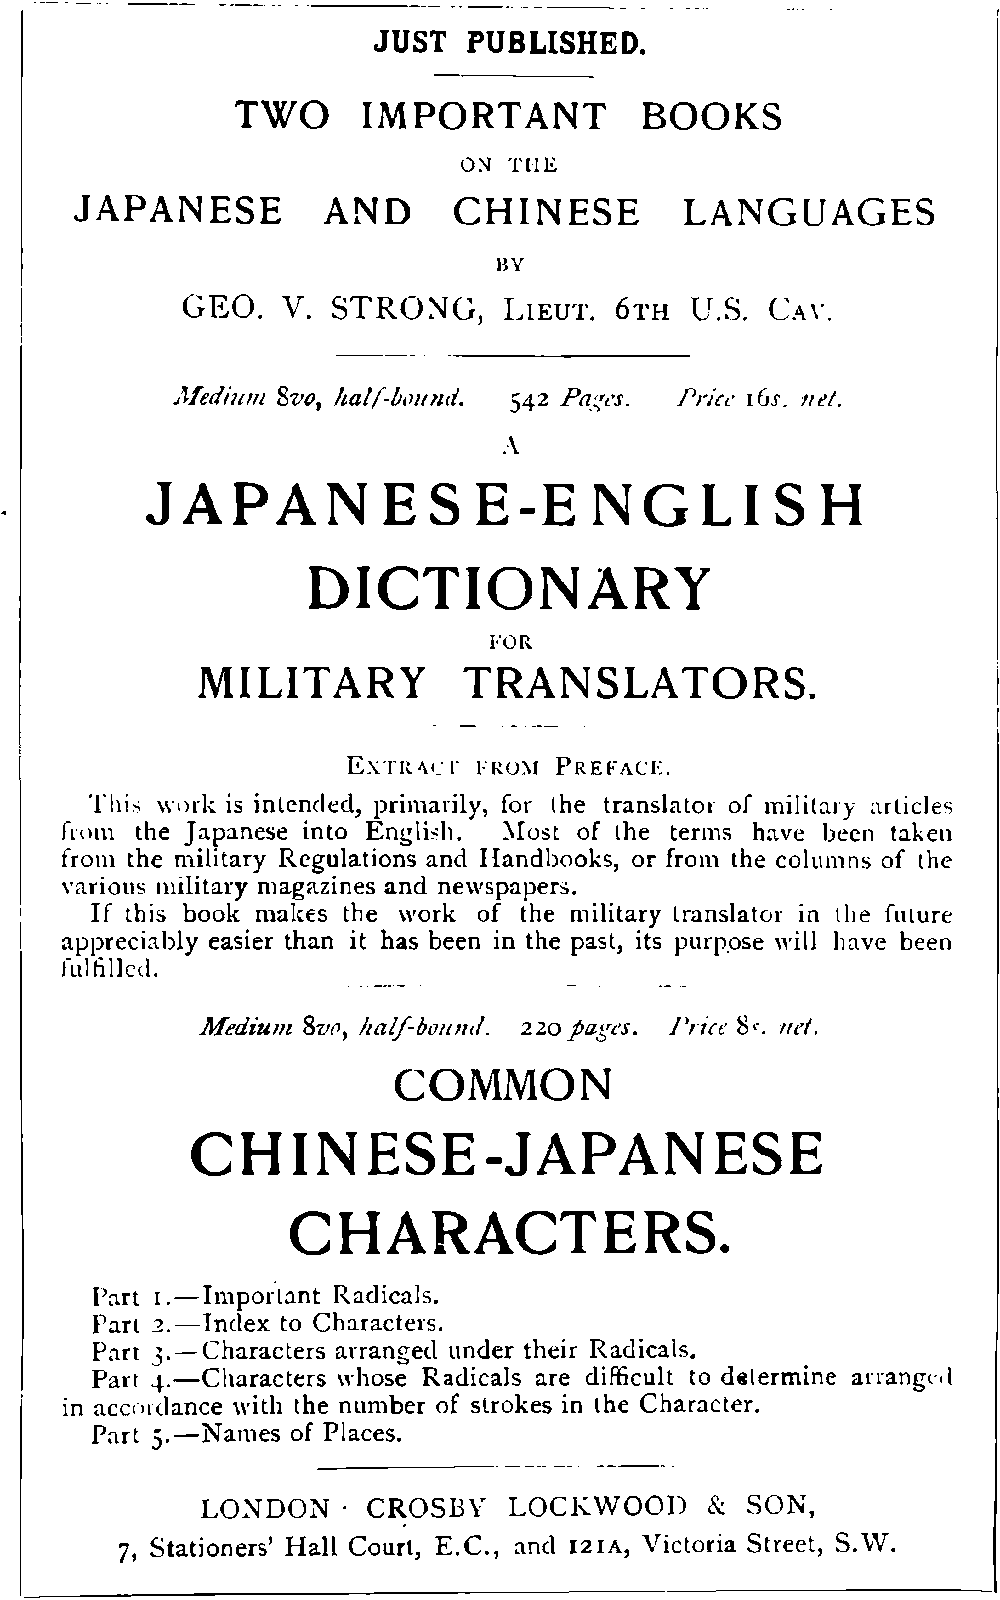 JUST PUBLISHED.
TWO IMPORTANT BOOKS
ON THE
JAPANESE AND CHINESE LANGUAGES
BY
GEO. V. STRONG, LIEUT. 6TH U.S. CAV.
Medium 8vo, half-bound. 542 Pages. Price 16s. net.
A
JAPANESE-ENGLISH
DICTIONARY
FOR
MILITARY TRANSLATORS.
EXTRACT FROM PREFACE.
This work is intended, primarily, for the translator of military articles
from the Japanese into English. Most of the terms have been taken
from the military Regulations and Handbooks, or from the columns of the
various military magazines and newspapers.
If this book makes the work of the military translator in the future
appreciably easier than it has been in the past, its purpose will have been
fulfilled.
Medium 8vo, half-bound. 220 pages. Price 8s. net.
COMMON
CHINESE-JAPANESE
CHARACTERS.
Part 1.—Important Radicals.
Part 2.—Index to Characters.
Part 3.—Characters arranged under their Radicals.
Part 4.—Characters whose Radicals are difficult to determine arranged
in accordance with the number of strokes in the Character.
Part 5.—Names of Places.
LONDON · CROSBY LOCKWOOD & SON,
7, Stationers' Hall Court, E.C., and 121A, Victoria Street, S.W.